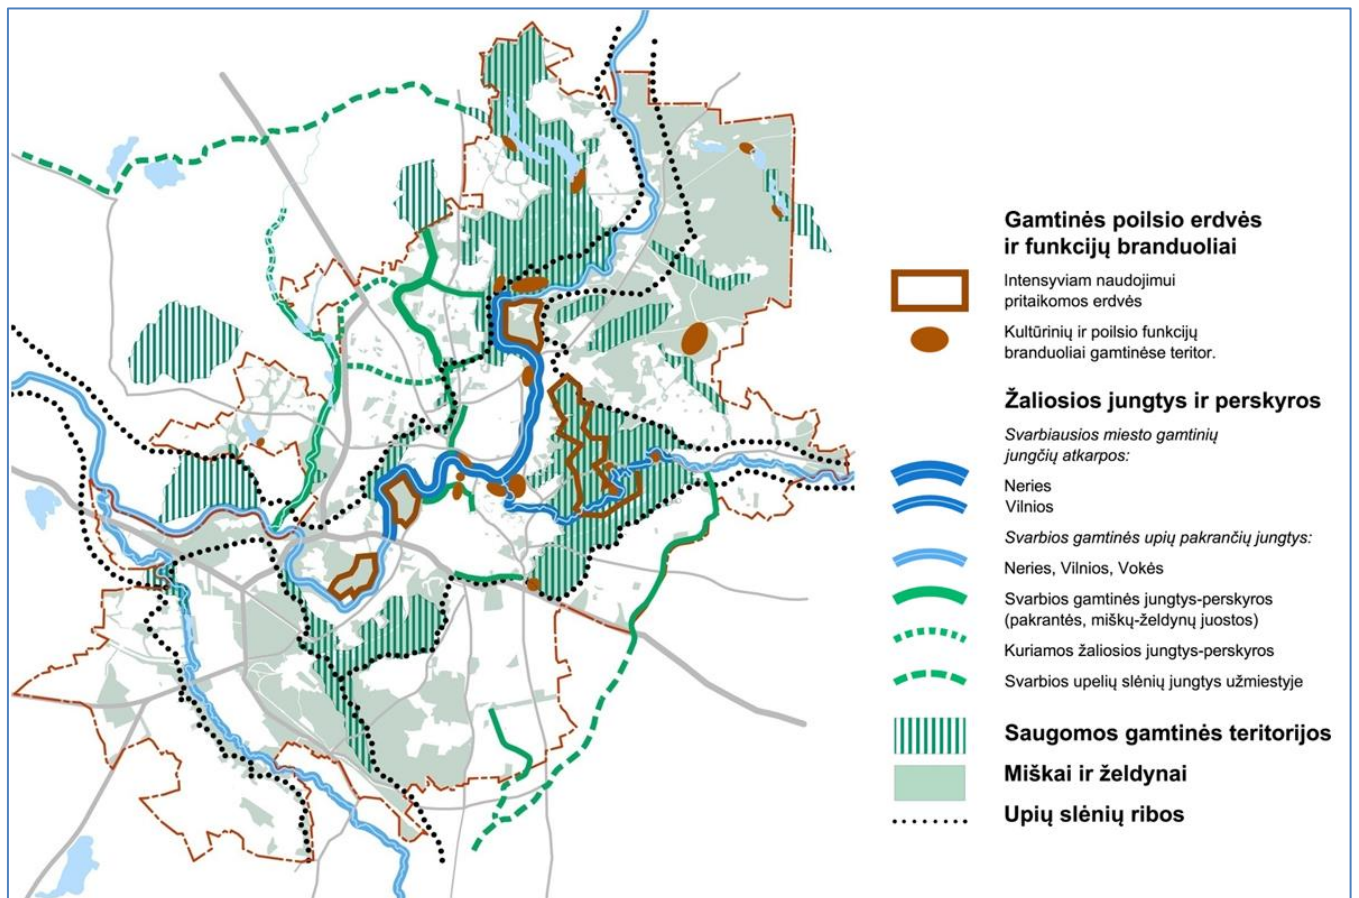 Gamtinės poilsio erdvės
ir funkcijų branduoliai
Intensyviam naudojimui
pritaikomos erdvės
Kultūrinių ir poilsio funkcijų
branduoliai gamtinėse teritor.
Žaliosios jungtys ir perskyros
Svarbiausios miesto gamtinių
jungčių atkarpos:
Neries
Vilnios
Svarbios gamtinės upių pakrančių jungtys:
Neries, Vilnios, Vokės
Svarbios gamtinės jungtys-perskyros
(pakrantės, miškų-želdynų juostos)
Kuriamos žaliosios jungtys-perskyros
Svarbios upelių slėnių jungtys užmiestyje
Saugomos gamtinės teritorijos
Miškai ir želdynai
Upių slėnių ribos